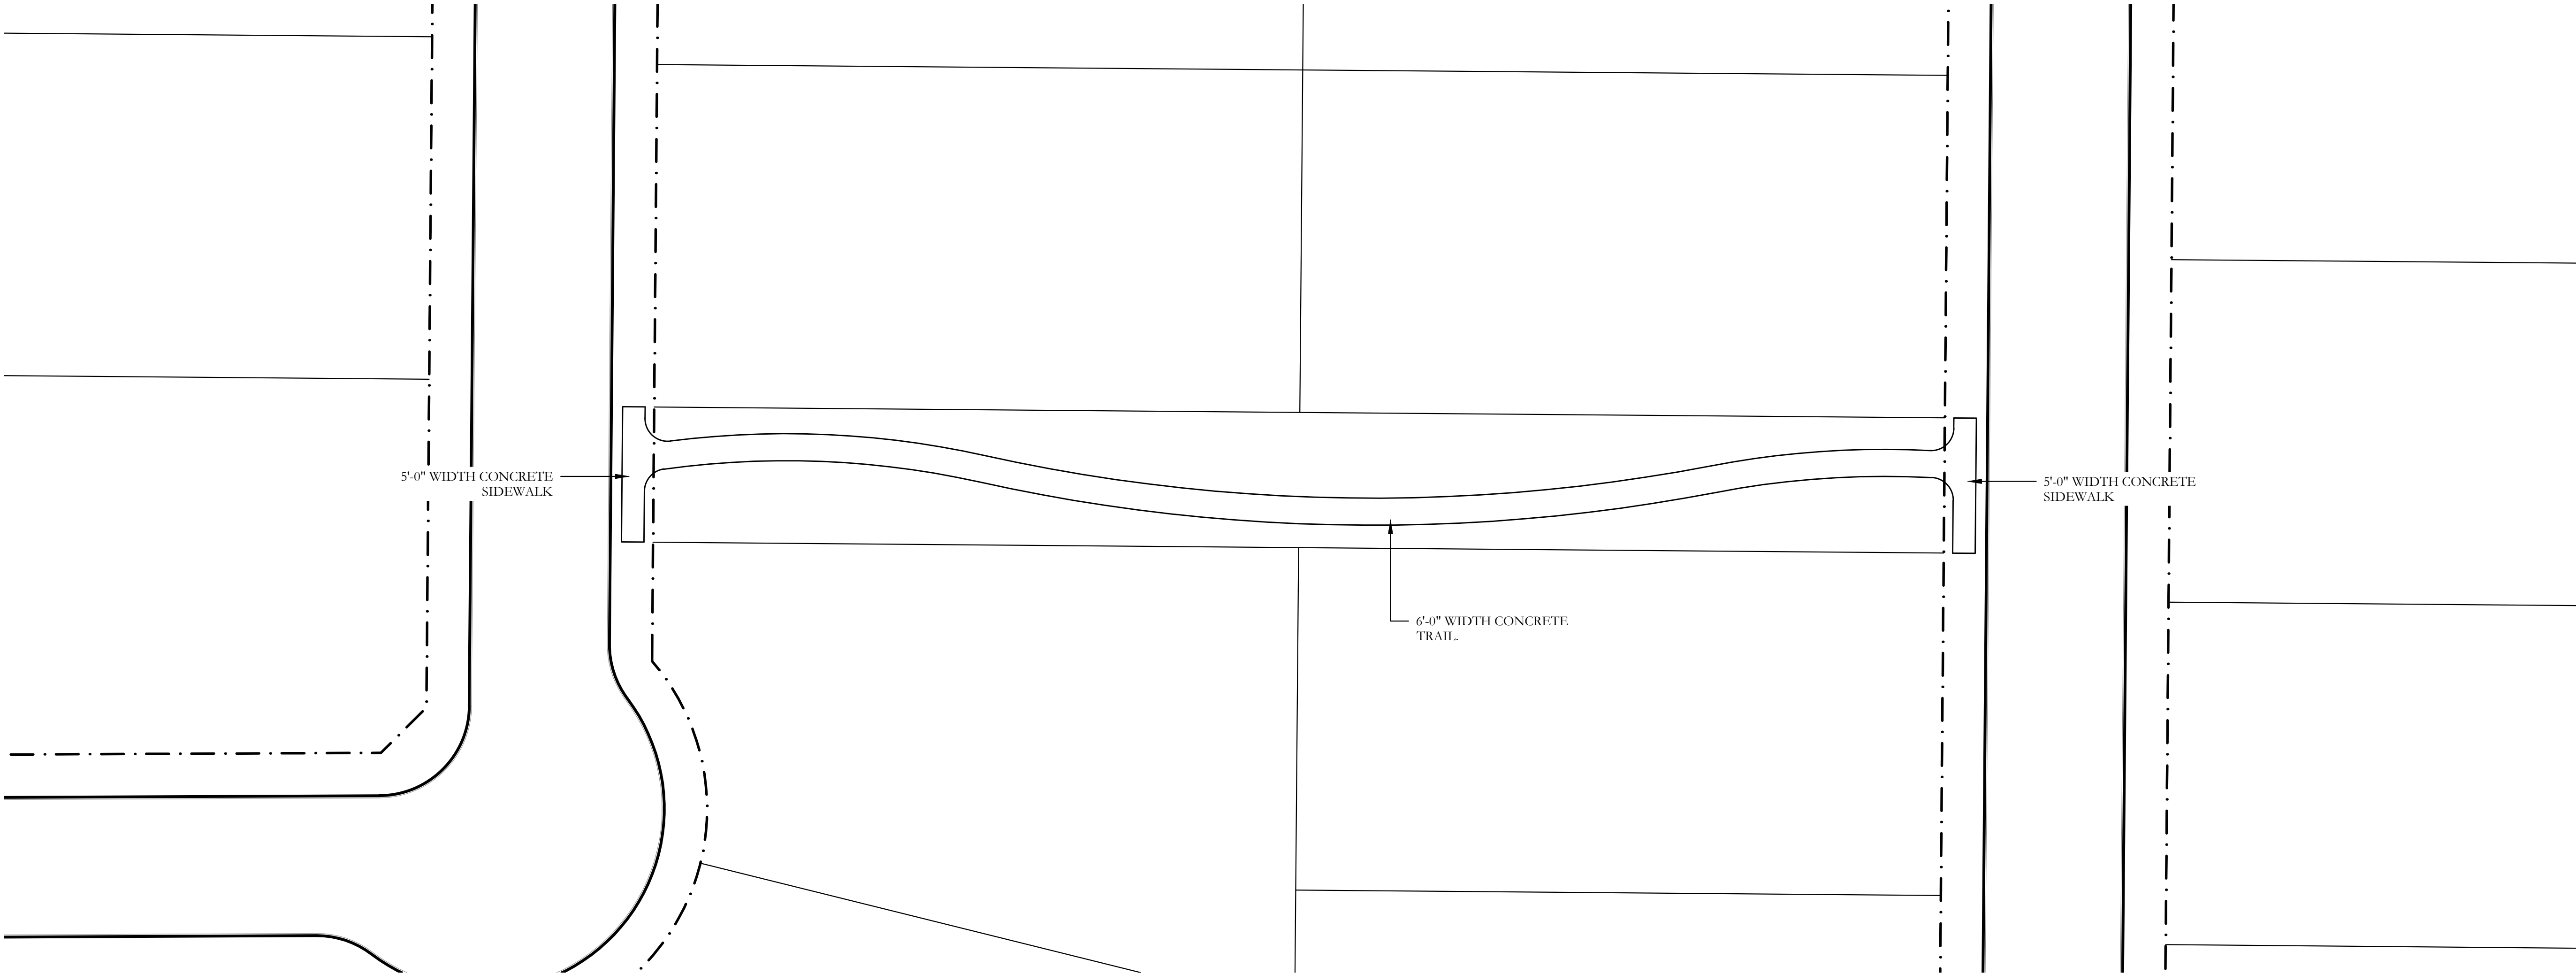 5'-0" WIDTH CONCRETE
SIDEWALK
5'-0" WIDTH CONCRETE
SIDEWALK
6'-0" WIDTH CONCRETE
TRAIL.